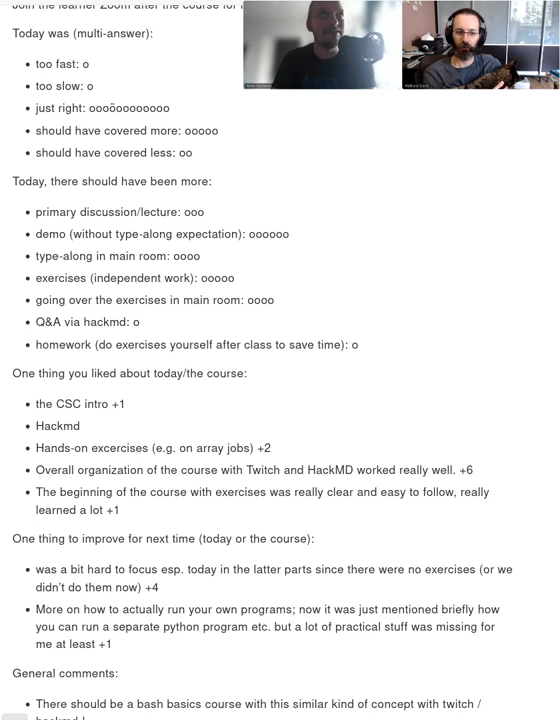 Join the learner Zoom after the course for
Today was (multi-answer):
too fast: o
too slow: o
just right: oooöooooooooo
should have covered more: ooooo
should have covered less: oo
Today, there should have been more:
primary discussion/lecture: ooo
demo (without type-along expectation): oooooo
type-along in main room: oooo
exercises (independent work): ooooo
going over the exercises in main room: oooo
Q&A via hackmd: o
homework (do exercises yourself after class to save time): o
One thing you liked about today/the course:
the CSC intro +1
Hackmd
Hands-on excercises (e.g. on array jobs) +2
Overall organization of the course with Twitch and HackMD worked really well. +6
The beginning of the course with exercises was really clear and easy to follow, really
learned a lot +1
One thing to improve for next time (today or the course):
was a bit hard to focus esp. today in the latter parts since there were no exercises (or we
didn't do them now) +4
More on how to actually run your own programs; now it was just mentioned briefly how
you can run a separate python program etc. but a lot of practical stuff was missing for
me at least +1
General comments:
There should be a bash basics course with this similar kind of concept with twitch /